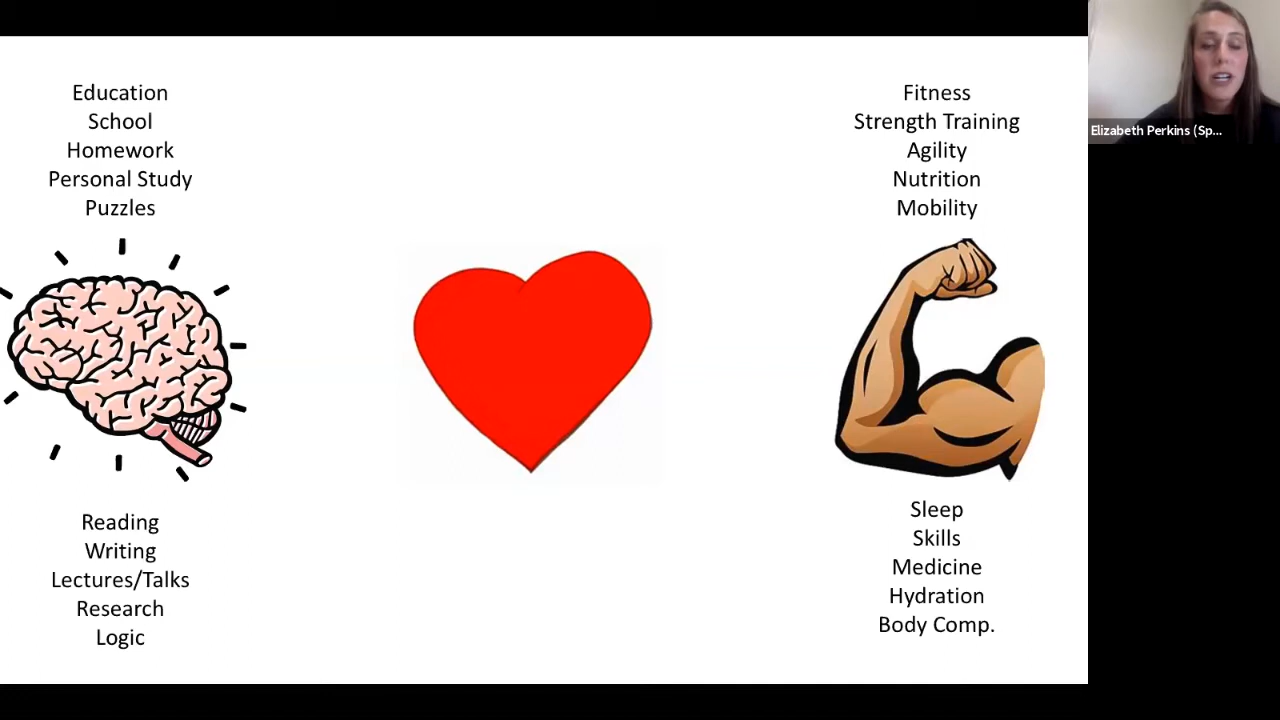 Education
School
Homework
Personal Study
Puzzles
Reading
Writing
Lectures/Talks
Research
Logic
Fitness
Strength Training
Agility
Nutrition
Mobility
Sleep
Skills
Medicine
Hydration
Body Comp.
Elizabeth Perkins (Sp...